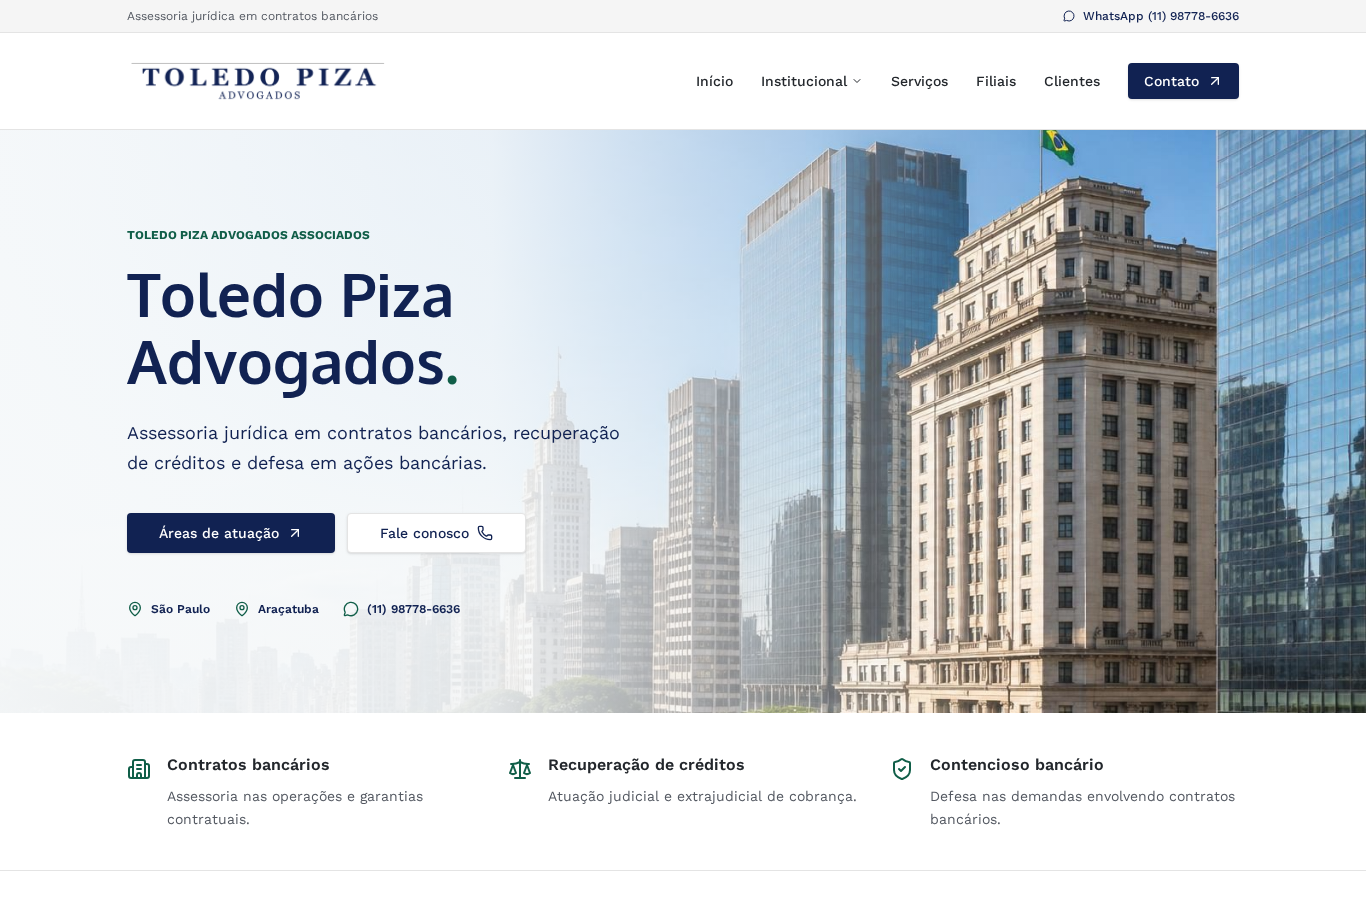 Assessoria jurídica em contratos bancários
WhatsApp (11) 98778-6636
TOLEDO PIZA
ADVOGADOS
Início
Institucional
Serviços
Filiais
Clientes
Contato
TOLEDO PIZA ADVOGADOS ASSOCIADOS
Toledo Piza
Advogados.
Assessoria jurídica em contratos bancários, recuperação
de créditos e defesa em ações bancárias.
Áreas de atuação
Fale conosco
São Paulo
Araçatuba
(11) 98778-6636
Contratos bancários
Assessoria nas operações e garantias
contratuais.
Recuperação de créditos
Atuação judicial e extrajudicial de cobrança.
Contencioso bancário
Defesa nas demandas envolvendo contratos
bancários.